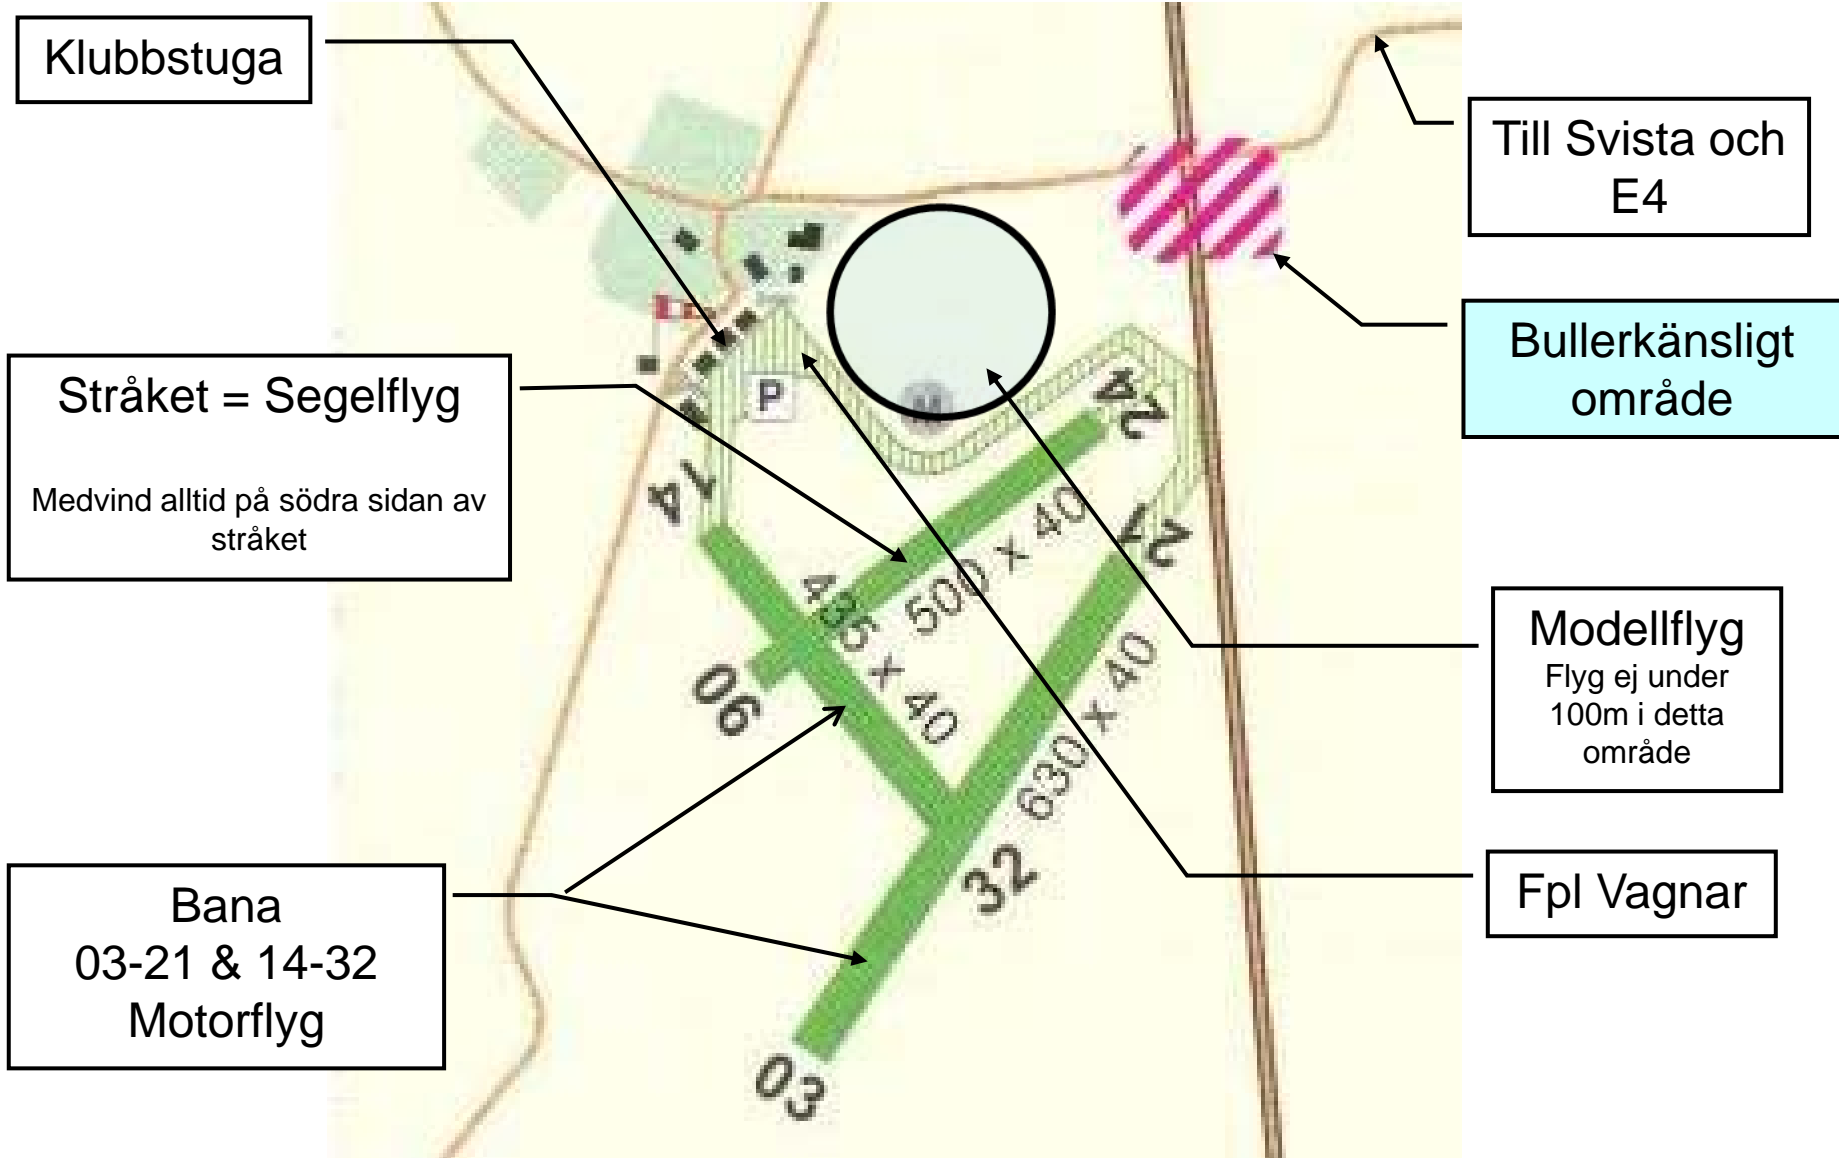 Klubbstuga
Till Svista och
E4
Bullerkänsligt
område
Stråket = Segelflyg
Medvind alltid på södra sidan av
stråket
P
M
24
14
21
500 x 40
435 x 40
06
630 x 40
32
03
Modellflyg
Flyg ej under
100m i detta
område
Fpl Vagnar
Bana
03-21 & 14-32
Motorflyg